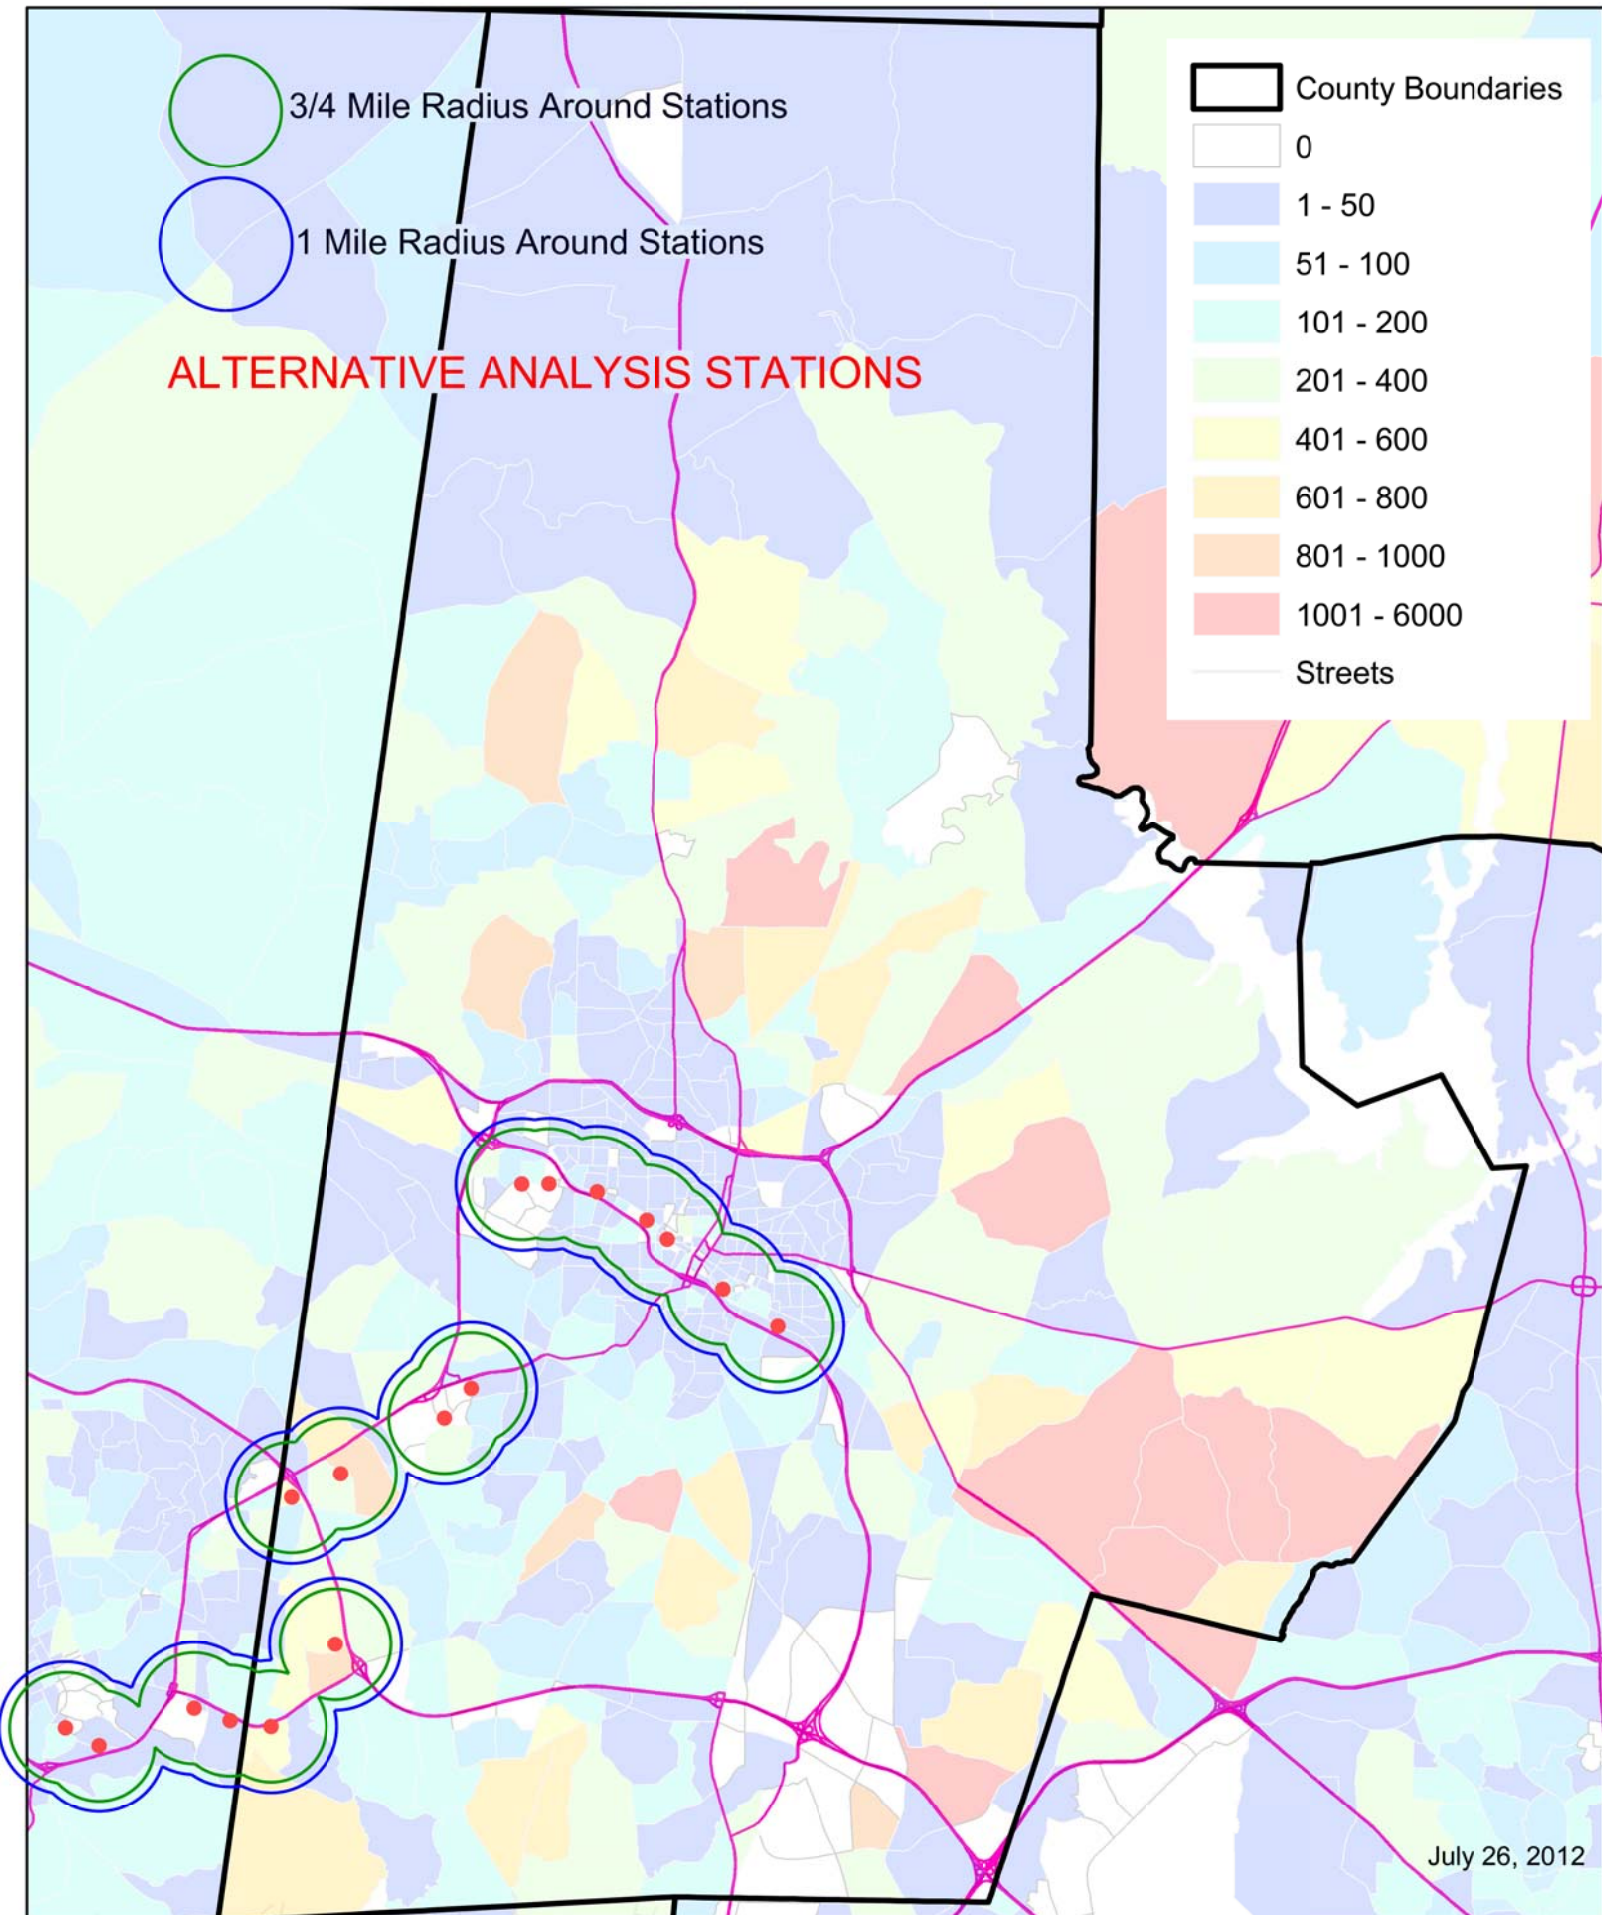 3/4 Mile Radius Around Stations
1 Mile Radius Around Stations
ALTERNATIVE ANALYSIS STATIONS
County Boundaries
0
1 - 50
51 - 100
101 - 200
201 - 400
401 - 600
601 - 800
801 - 1000
1001 - 6000
Streets
July 26, 2012